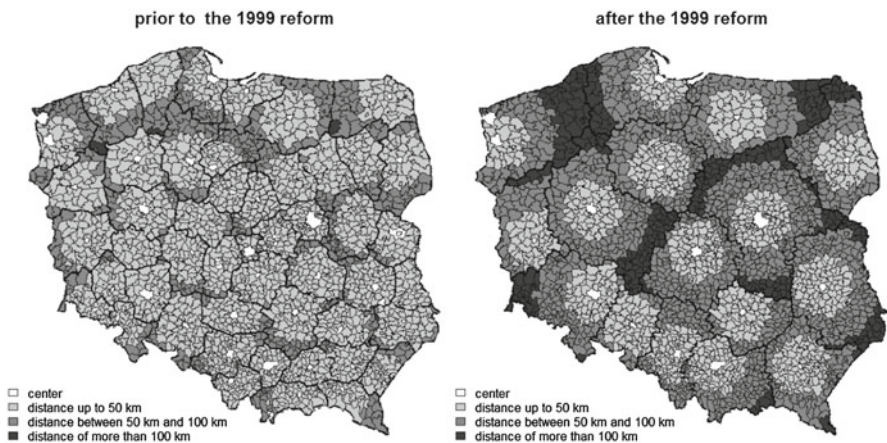 prior to the 1999 reform
center
distance up to 50 km
distance between 50 km and 100 km
distance of more than 100 km
after the 1999 reform
center
distance up to 50 km
distance between 50 km and 100 km
distance of more than 100 km